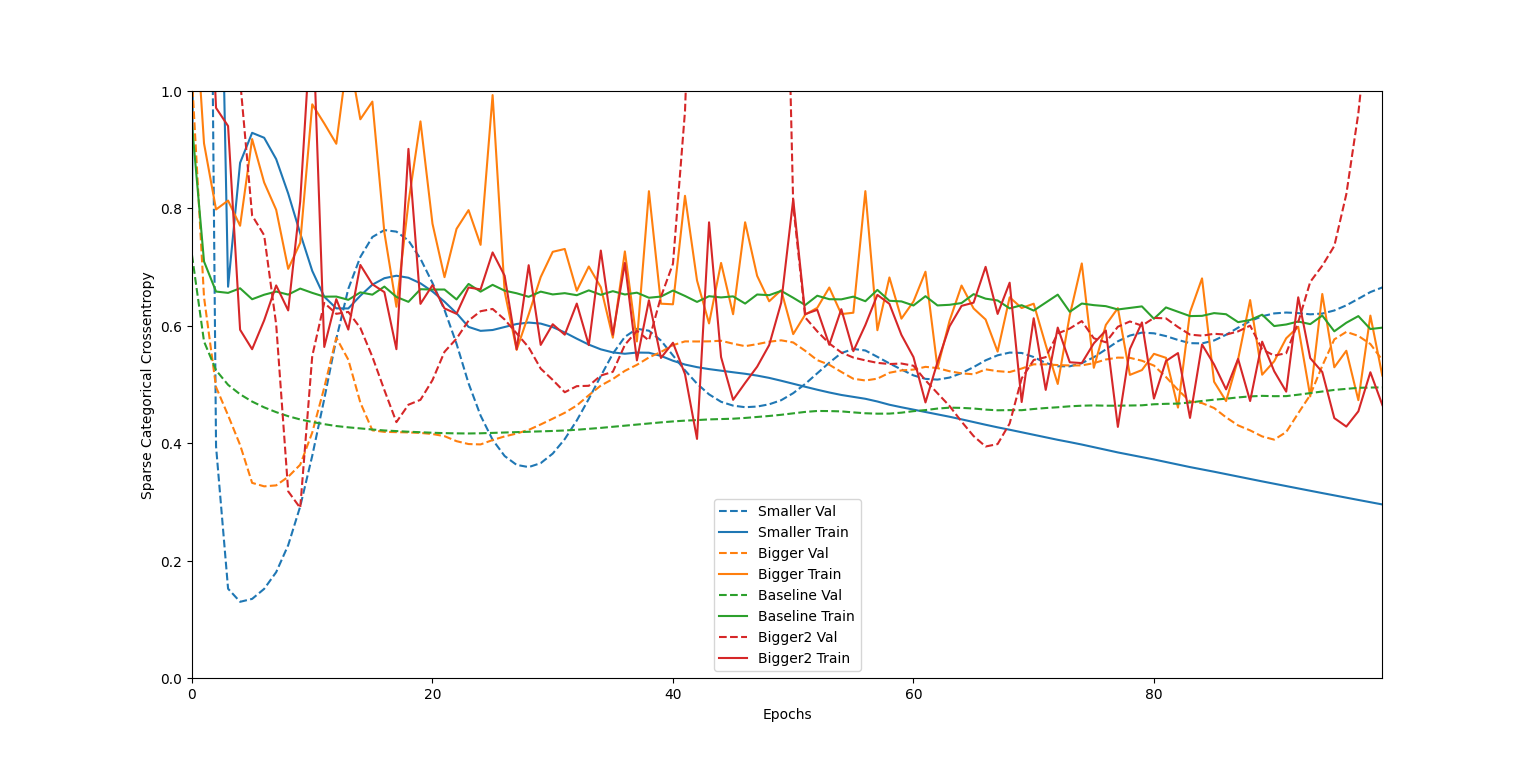 1.0
0.8
0.6
0.4
0.2
0.0
Sparse Categorical Crossentropy
Smaller Val
Smaller Train
Bigger Val
Bigger Train
Baseline Val
Baseline Train
Bigger2 Val
Bigger2 Train
0 20 40 60 80
Epochs